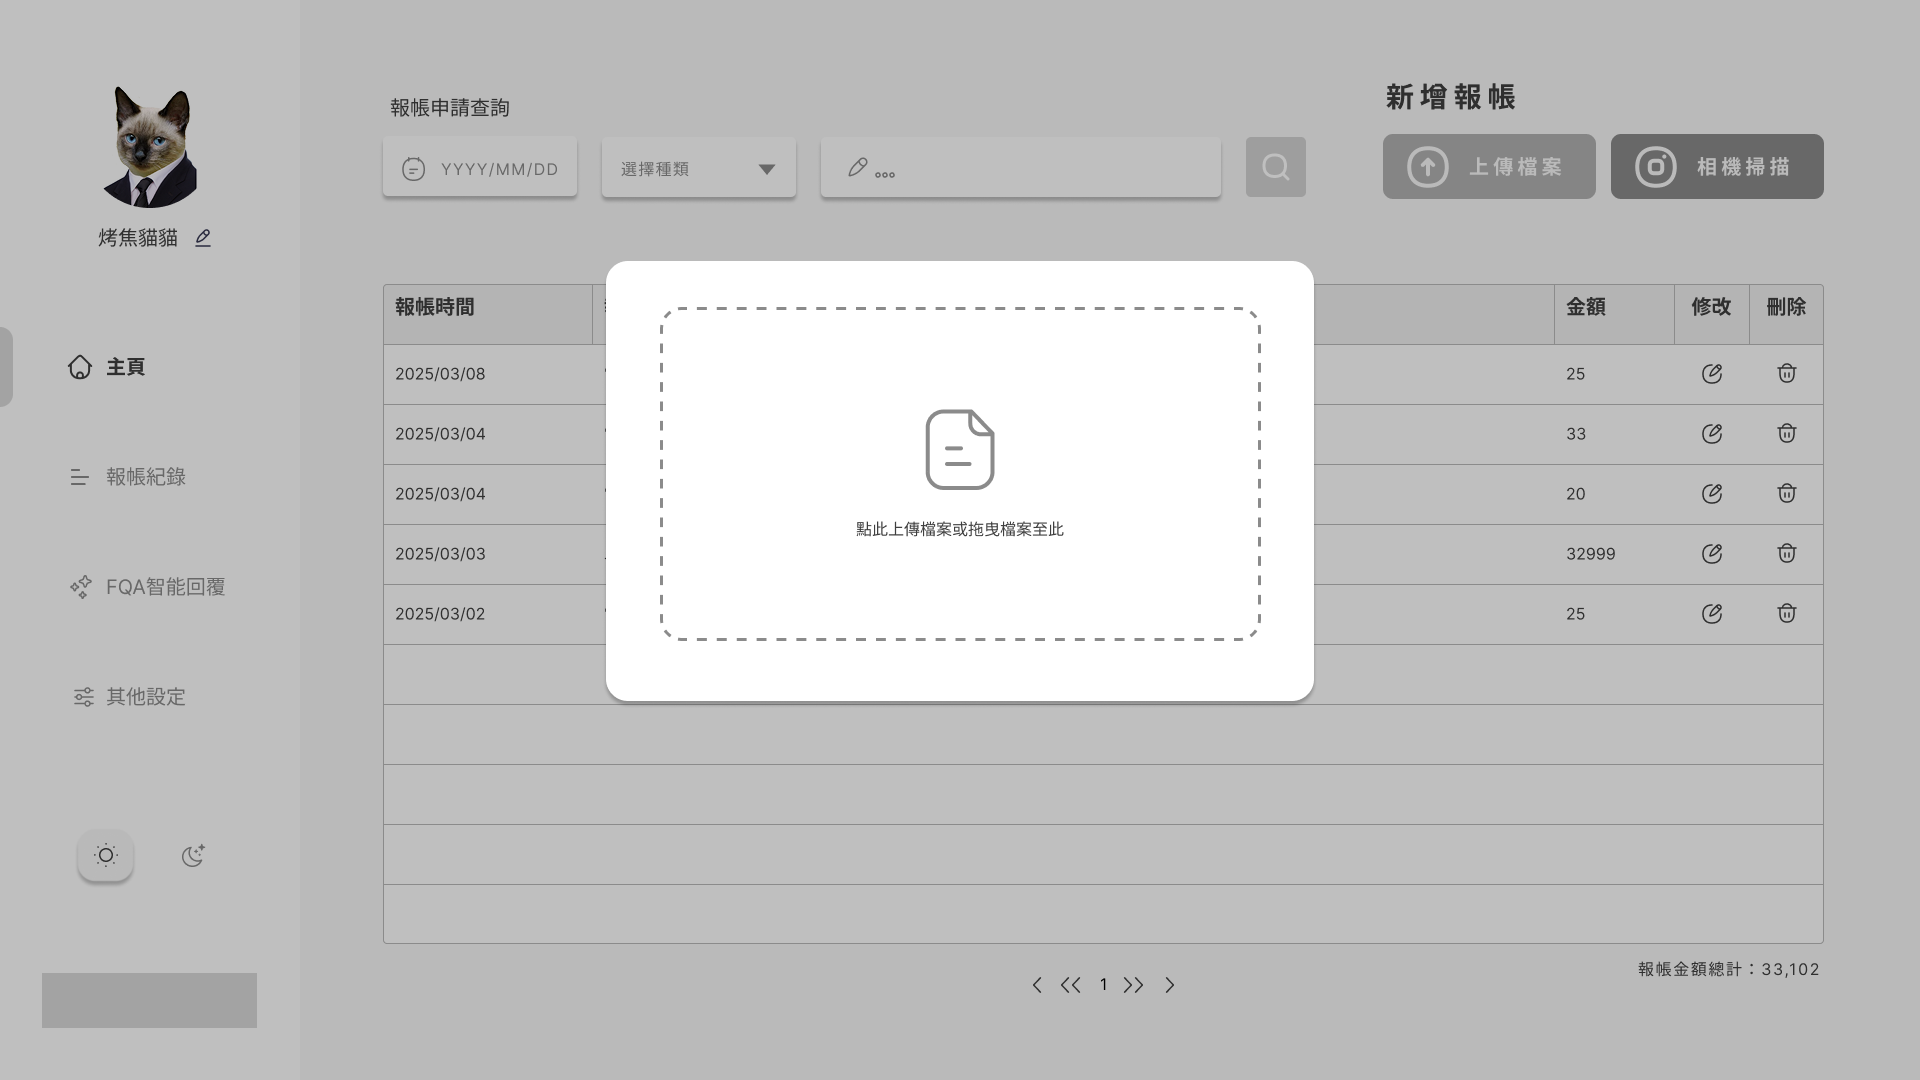 烤焦貓貓
主頁
報帳紀錄
FQA智能回覆
其他設定
報帳申請查詢
YYYY/MM/DD
選擇種類
新增報帳
上傳檔案
相機掃描
報帳時間 金額 修改 刪除
2025/03/08 25
2025/03/04 33
2025/03/04 20
2025/03/03 32999
2025/03/02 25
點此上傳檔案或拖曳檔案至此
< << 1 >> >
報帳金額總計：33,102